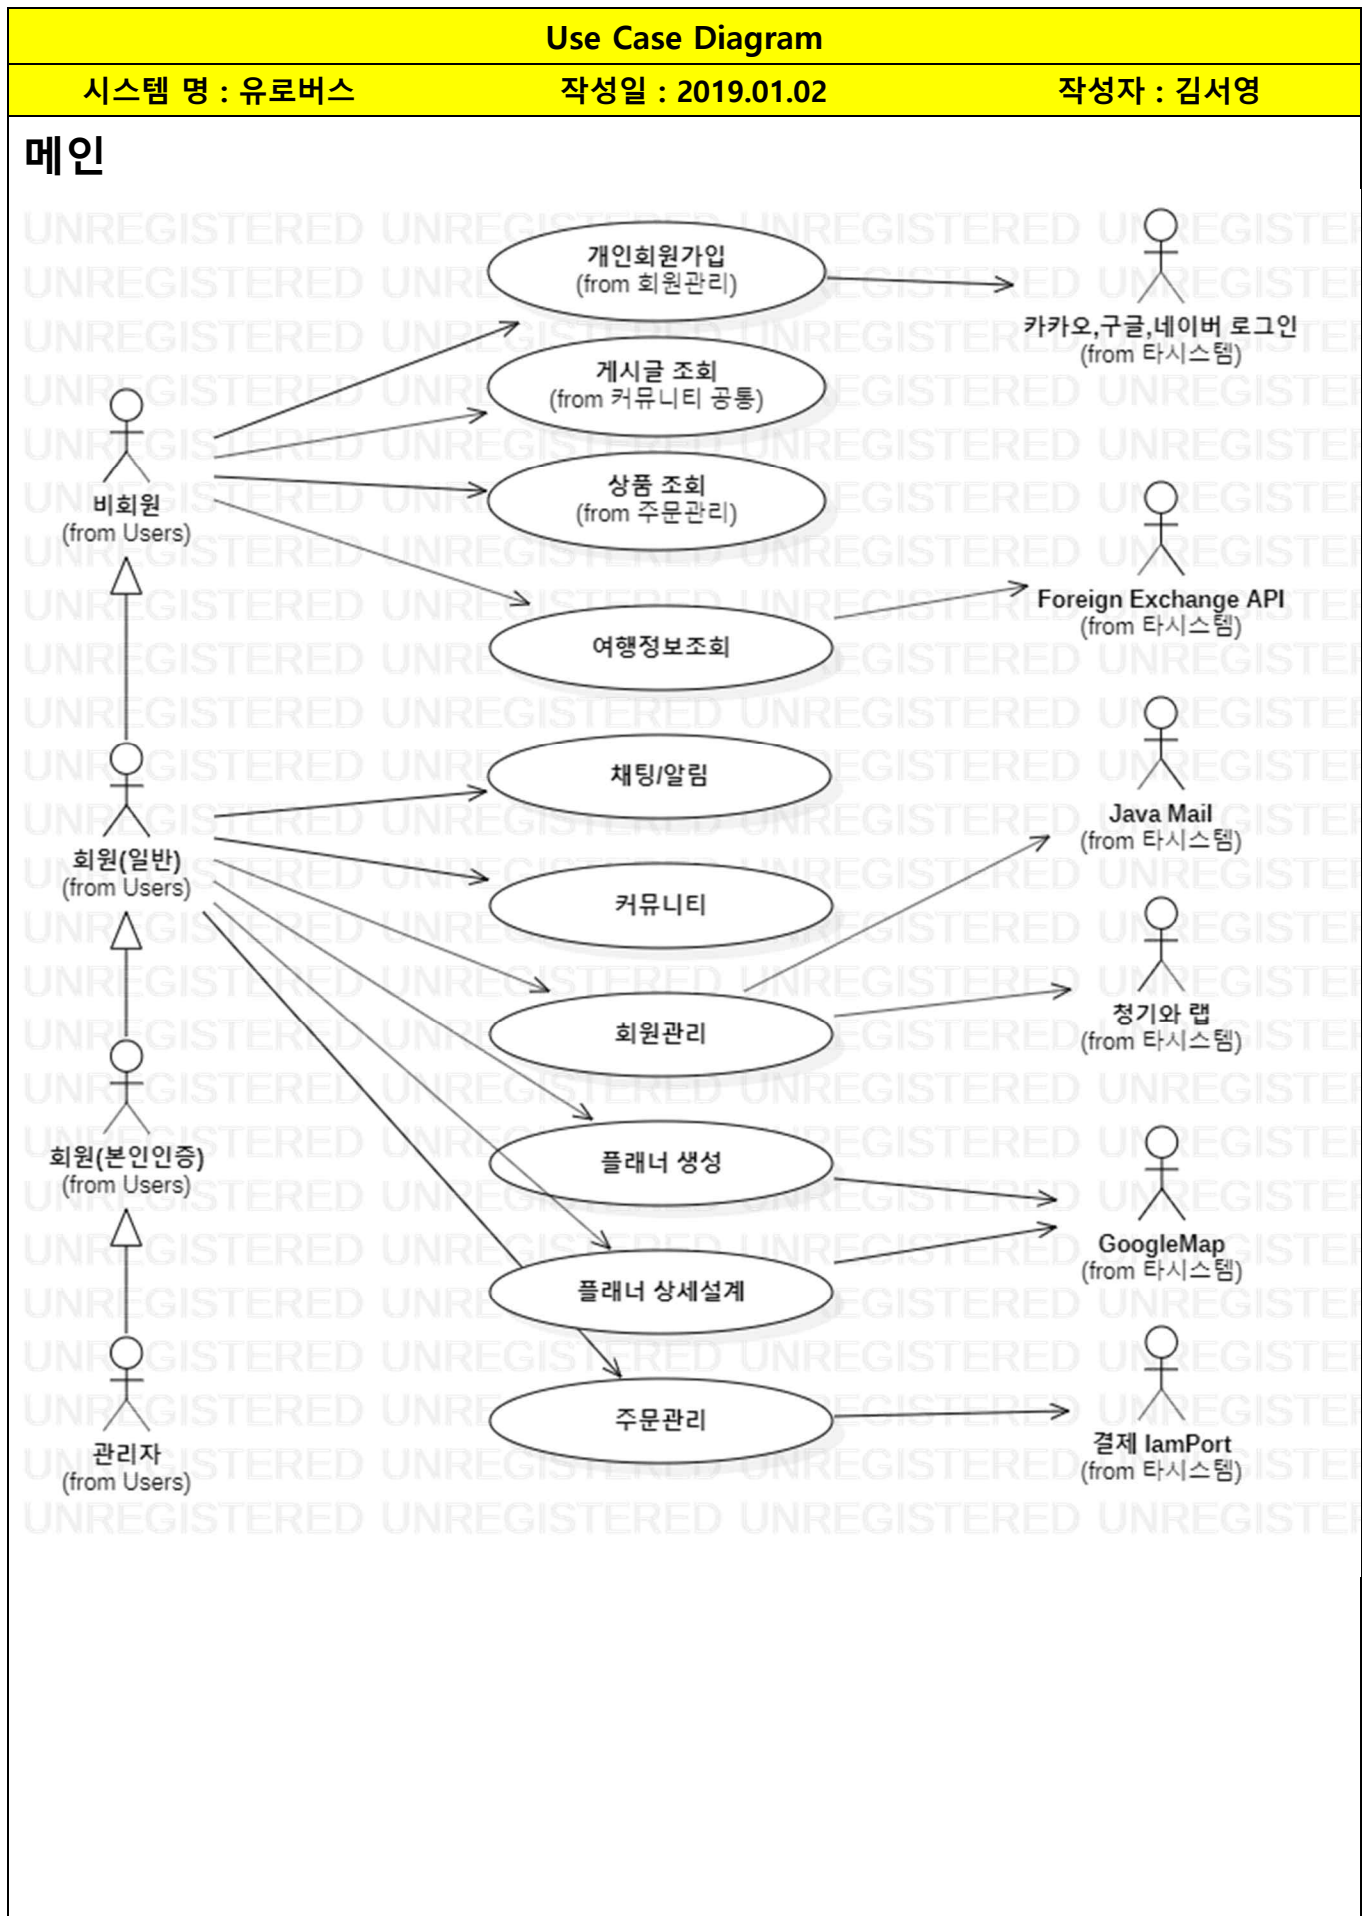 Use Case Diagram
시스템 명 : 유로버스 작성일 : 2019.01.02 작성자 : 김서영
메인
개인회원가입
(from 회원관리)
카카오,구글,네이버 로그인
(from 타시스템)
게시글 조회
(from 커뮤니티 공통)
비회원
(from Users)
상품 조회
(from 주문관리)
Foreign Exchange API
(from 타시스템)
여행정보조회
채팅/알림
Java Mail
(from 타시스템)
회원(일반)
(from Users)
커뮤니티
청기와 랩
(from 타시스템)
회원관리
회원(본인인증)
(from Users)
플래너 생성
GoogleMap
(from 타시스템)
플래너 상세설계
주문관리
결제 IamPort
(from 타시스템)
관리자
(from Users)
UNREGISTERED UNREGISTERED UNREGISTERED UNREGISTE